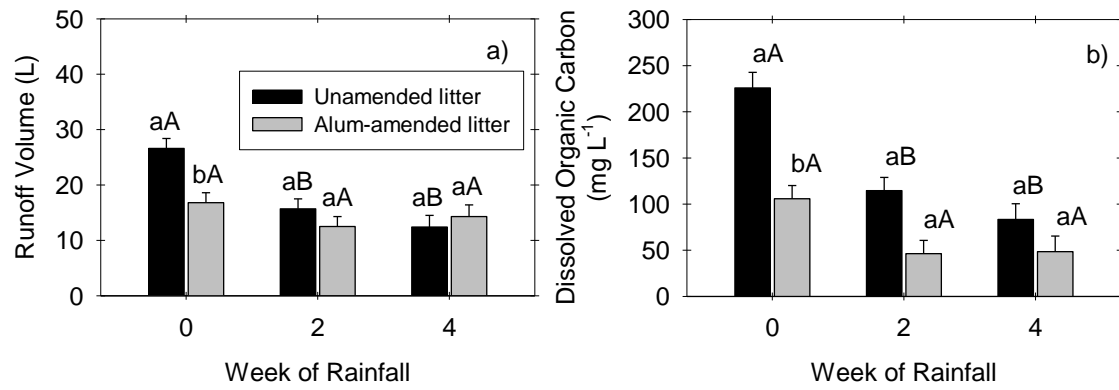 Runoff Volume (L)
50
40
30
20
10
0
a)
Unamended litter
Alum-amended litter
aA
bA
aB
aA
aB
aA
0
2
4
Week of Rainfall
Dissolved Organic Carbon
(mg L⁻¹)
300
250
200
150
100
50
0
b)
aA
bA
aB
aA
aB
aA
0
2
4
Week of Rainfall